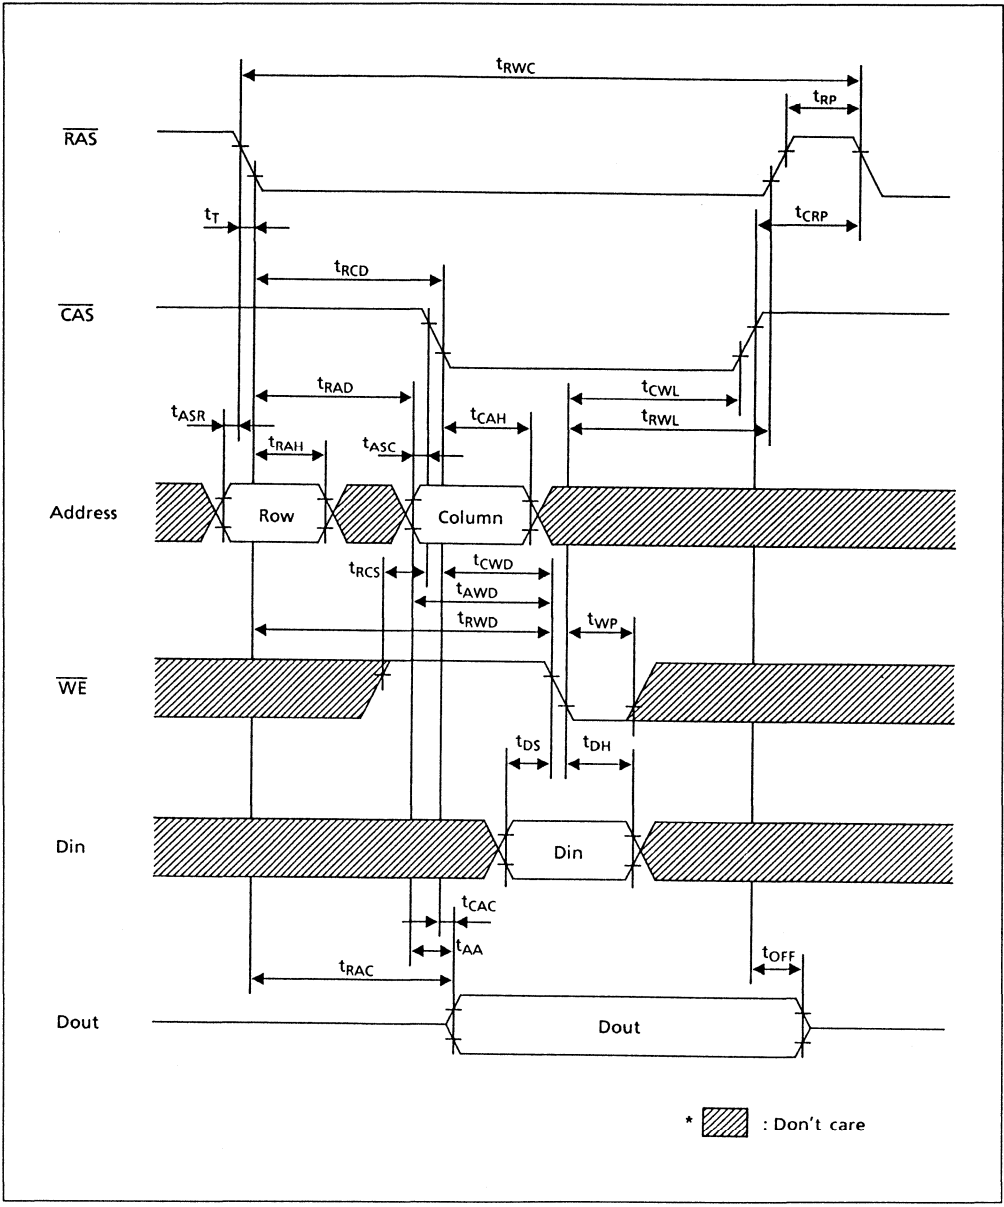 tRWC
tRP
RAS
tT
tCRP
tRCD
CAS
tRAD
tCWL
tASR
tCAH
tRWL
tRAH
tASC
Address
Row
Column
tRCS
tCWD
tAWD
tRWD
tWP
WE
tDS
tDH
Din
Din
tCAC
tAA
tRAC
tOFF
Dout
Dout
* : Don't care